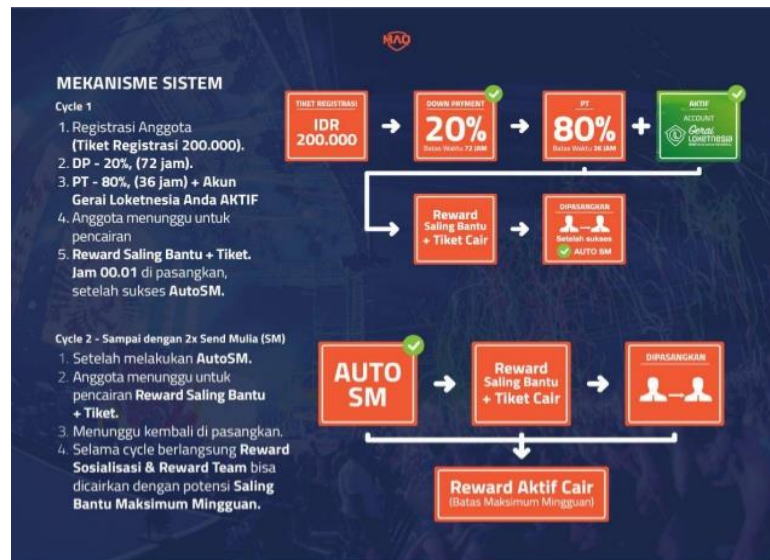 MAO
MEKANISME SISTEM
Cycle 1
1. Registrasi Anggota
(Tiket Registrasi 200.000).
2. DP - 20%, (72 jam).
3. PT - 80%, (36 jam) + Akun
Gerai Loketnesia Anda AKTIF
4. Anggota menunggu untuk
pencairan
5. Reward Saling Bantu + Tiket.
Jam 00.01 di pasangkan,
setelah sukses AutoSM.
TIKET REGISTRASI
IDR
200.000
DOWN PAYMENT
20%
Batas Waktu 72 JAM
PT
80%
Batas Waktu 36 JAM
+
AKTIF
ACCOUNT
Gerai
LOKETNESIA
Reward
Saling Bantu
+ Tiket Cair
DIPASANGKAN
Setelah sukses
AUTO SM
Cycle 2 - Sampai dengan 2x Send Mulia (SM)
1. Setelah melakukan AutoSM.
2. Anggota menunggu untuk
pencairan Reward Saling Bantu
+ Tiket.
3. Menunggu kembali di pasangkan.
4. Selama cycle berlangsung Reward
Sosialisasi & Reward Team bisa
dicairkan dengan potensi Saling
Bantu Maksimum Mingguan.
AUTO
SM
Reward
Saling Bantu
+ Tiket Cair
DIPASANGKAN
Reward Aktif Cair
(Batas Maksimum Mingguan)